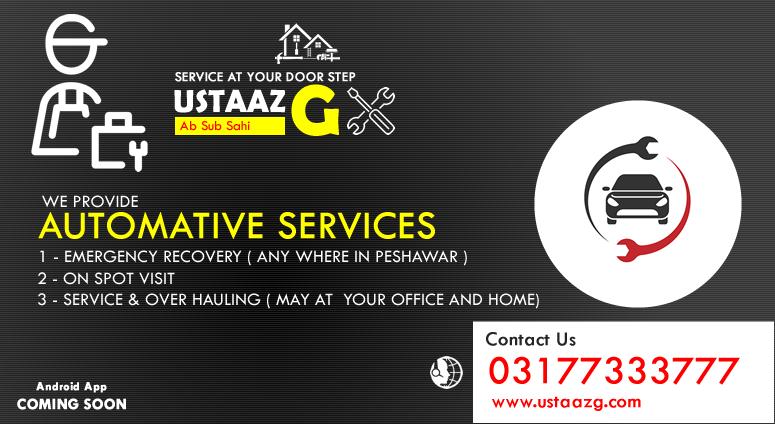 SERVICE AT YOUR DOOR STEP
USTAAZ G
Ab Sub Sahi
WE PROVIDE
AUTOMATIVE SERVICES
1 - EMERGENCY RECOVERY ( ANY WHERE IN PESHAWAR )
2 - ON SPOT VISIT
3 - SERVICE & OVER HAULING ( MAY AT YOUR OFFICE AND HOME)
Contact Us
03177333777
www.ustaazg.com
Android App
COMING SOON